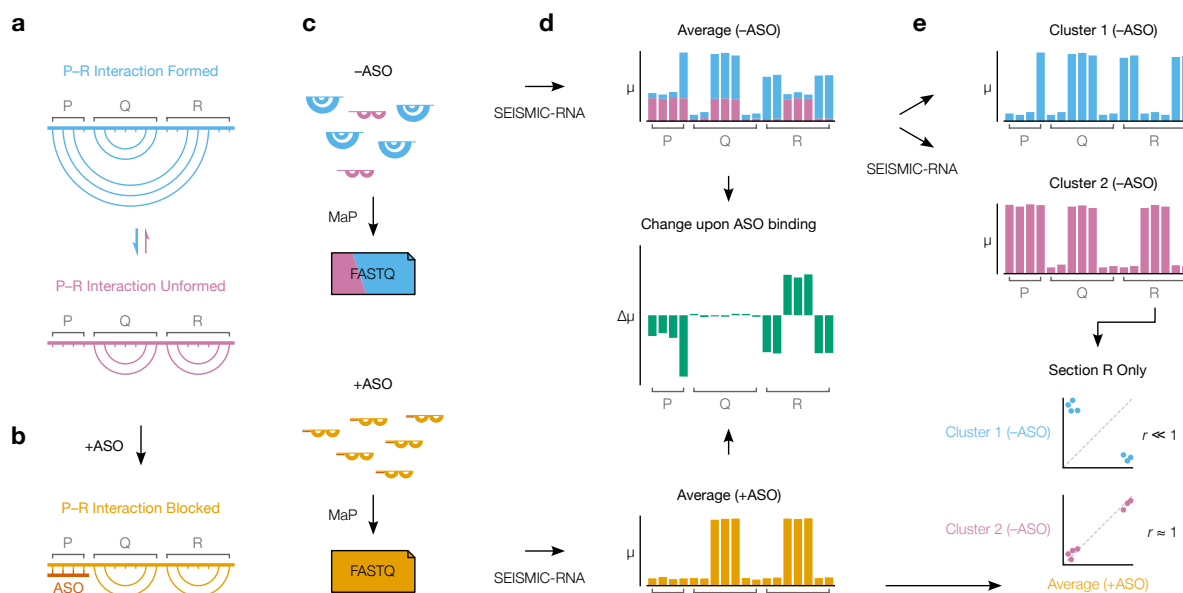 a
P–R Interaction Formed
P Q R
P–R Interaction Unformed
P Q R
b
+ASO
P–R Interaction Blocked
P Q R
ASO
c
–ASO
MaP
FASTQ
+ASO
MaP
FASTQ
SEISMIC-RNA
SEISMIC-RNA
d
Average (–ASO)
μ
P Q R
Change upon ASO binding
Δμ
P Q R
Average (+ASO)
μ
e
Cluster 1 (–ASO)
μ
P Q R
SEISMIC-RNA
Cluster 2 (–ASO)
μ
P Q R
Section R Only
Cluster 1 (–ASO)
r ≪ 1
Cluster 2 (–ASO)
r ≈ 1
Average (+ASO)